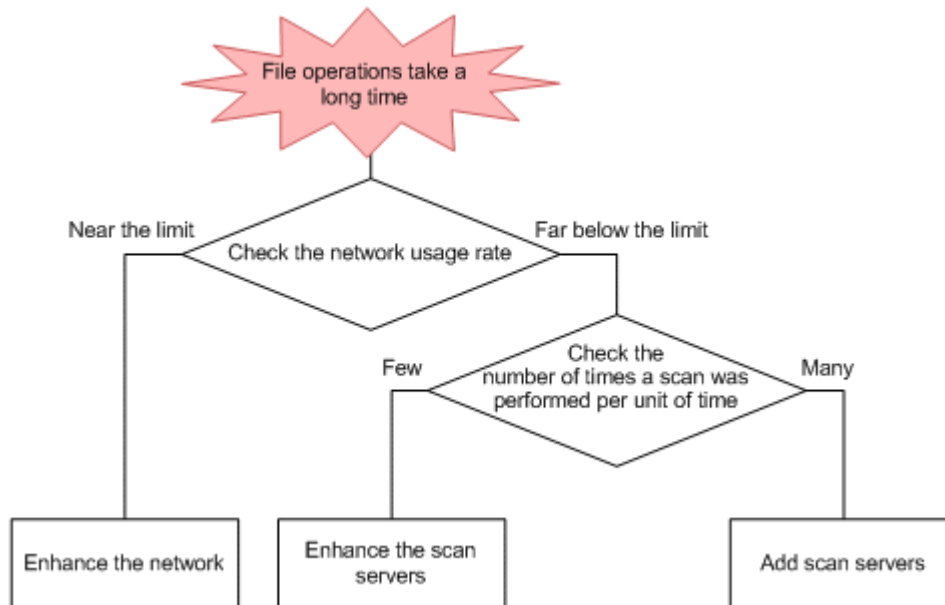 File operations take a
long time
Near the limit
Far below the limit
Check the network usage rate
Few
Check the
number of times a scan was
performed per unit of time
Many
Enhance the network
Enhance the scan
servers
Add scan servers